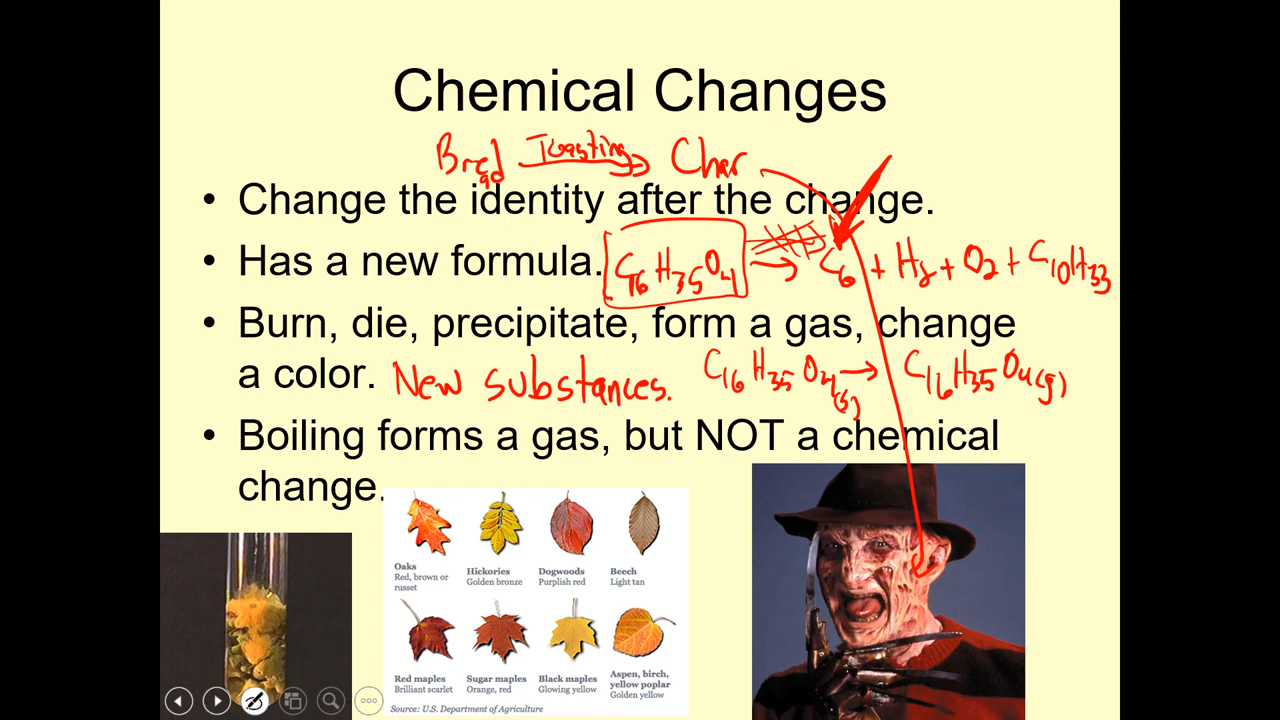 Chemical Changes
Bread Toasting → Char
• Change the identity after the change.
• Has a new formula. C₁₆H₃₅O₄ → C₆ + H₂ + O₂ + C₁₀H₃₃
• Burn, die, precipitate, form a gas, change
a color. New substances. C₁₆H₃₅O₄(s) → C₁₆H₃₅O₄(g)
• Boiling forms a gas, but NOT a chemical
change.
Oaks
Red, brown or
russet
Hickories
Golden bronze
Dogwoods
Purplish red
Beech
Light tan
Red maples
Brilliant scarlet
Sugar maples
Orange, red
Black maples
Glowing yellow
Aspen, birch,
yellow poplar
Golden yellow
Source: U.S. Department of Agriculture